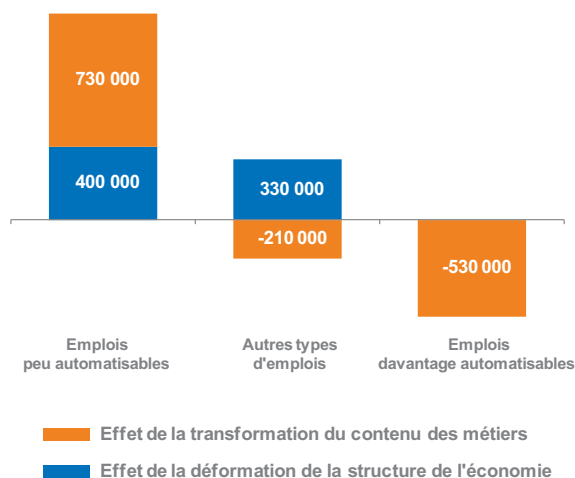 730 000
400 000
330 000
-210 000
-530 000
Emplois
peu automatisables
Autres types
d'emplois
Emplois
davantage automatisables
Effet de la transformation du contenu des métiers
Effet de la déformation de la structure de l'économie